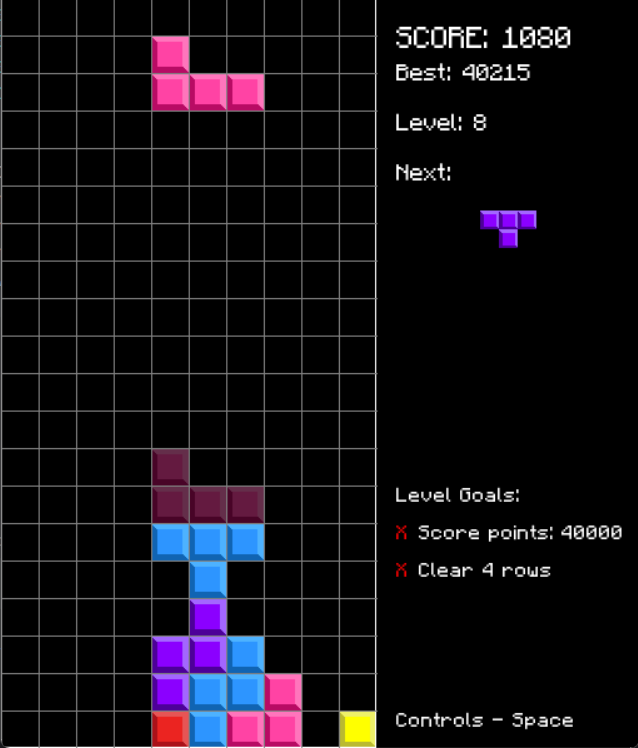 SCORE: 1080
Best: 40215
Level: 8
Next:
Level Goals:
X Score points: 40000
X Clear 4 rows
Controls - Space